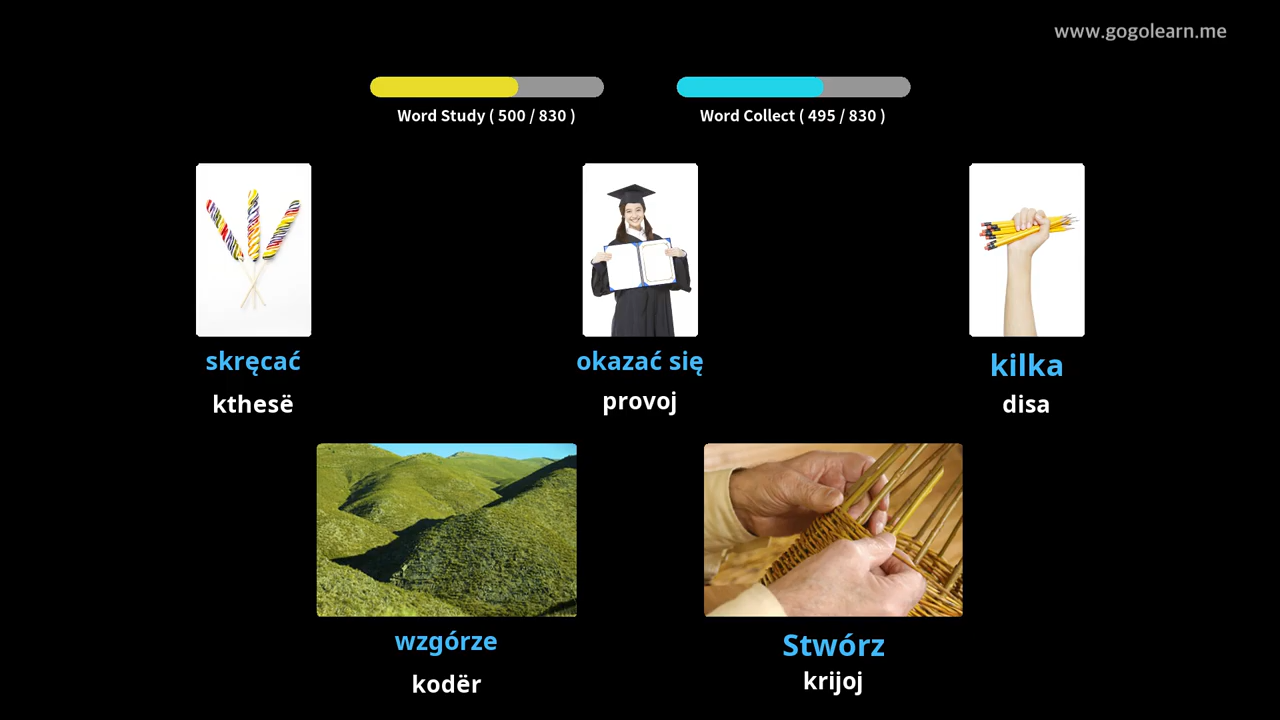 www.gogolearn.me
Word Study ( 500 / 830 )
Word Collect ( 495 / 830 )
skręcać
kthesë
okazać się
provoj
kilka
disa
wzgórze
kodër
Stwórz
krijoj